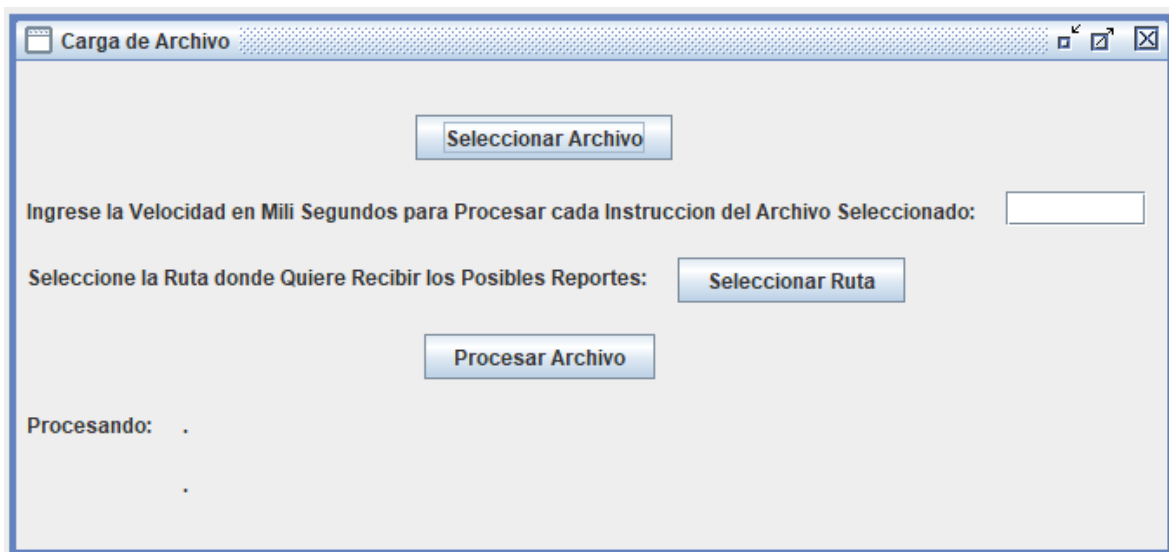 Carga de Archivo
Seleccionar Archivo
Ingrese la Velocidad en Mili Segundos para Procesar cada Instruccion del Archivo Seleccionado:
Seleccione la Ruta donde Quiere Recibir los Posibles Reportes: Seleccionar Ruta
Procesar Archivo
Procesando: .
.